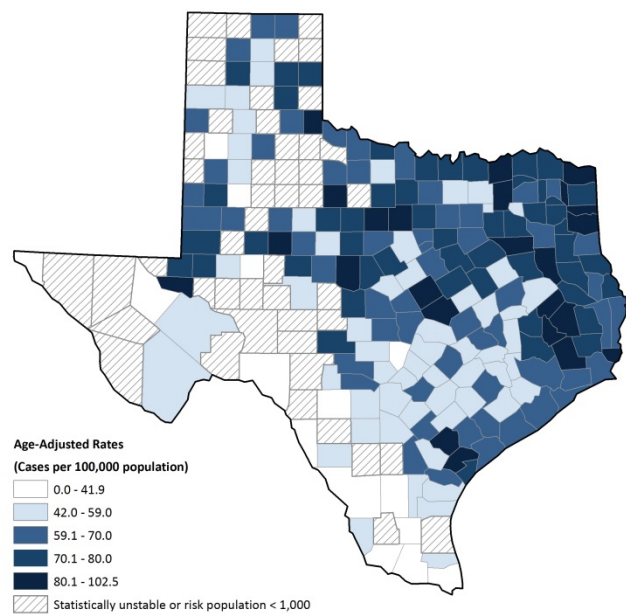 Age-Adjusted Rates
(Cases per 100,000 population)
0.0 - 41.9
42.0 - 59.0
59.1 - 70.0
70.1 - 80.0
80.1 - 102.5
Statistically unstable or risk population < 1,000